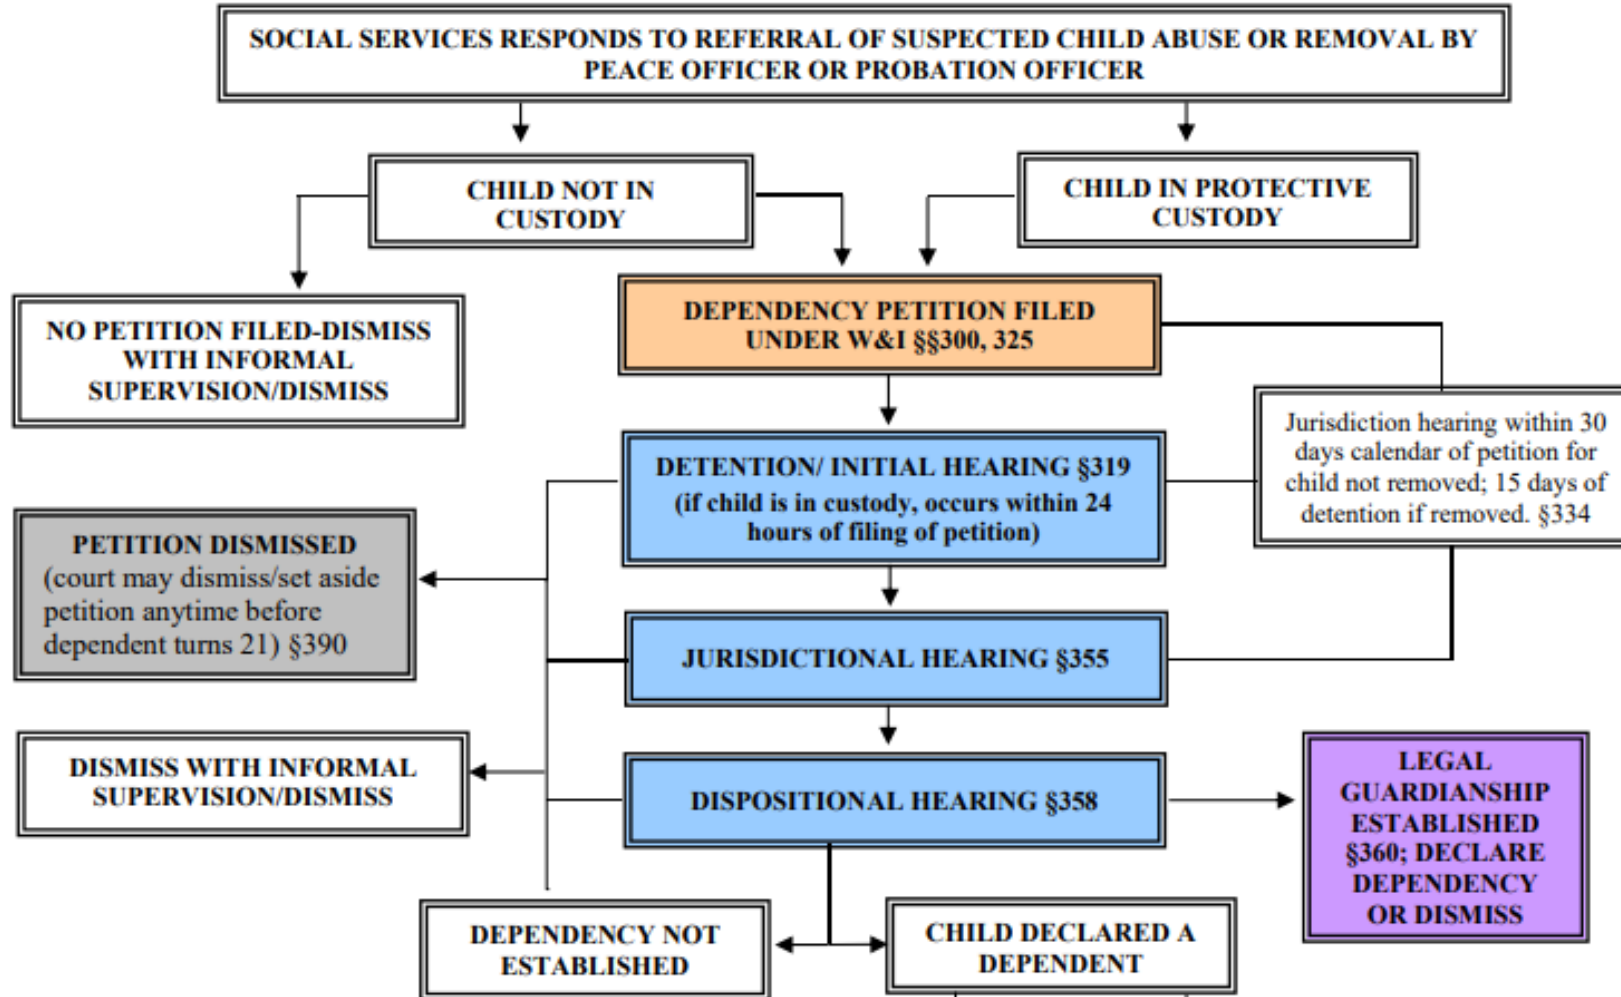 SOCIAL SERVICES RESPONDS TO REFERRAL OF SUSPECTED CHILD ABUSE OR REMOVAL BY
PEACE OFFICER OR PROBATION OFFICER
CHILD NOT IN
CUSTODY
CHILD IN PROTECTIVE
CUSTODY
NO PETITION FILED-DISMISS
WITH INFORMAL
SUPERVISION/DISMISS
DEPENDENCY PETITION FILED
UNDER W&I §§300, 325
Jurisdiction hearing within 30
days calendar of petition for
child not removed; 15 days of
detention if removed. §334
DETENTION/ INITIAL HEARING §319
(if child is in custody, occurs within 24
hours of filing of petition)
PETITION DISMISSED
(court may dismiss/set aside
petition anytime before
dependent turns 21) §390
JURISDICTIONAL HEARING §355
DISMISS WITH INFORMAL
SUPERVISION/DISMISS
DISPOSITIONAL HEARING §358
LEGAL
GUARDIANSHIP
ESTABLISHED
§360; DECLARE
DEPENDENCY
OR DISMISS
DEPENDENCY NOT
ESTABLISHED
CHILD DECLARED A
DEPENDENT